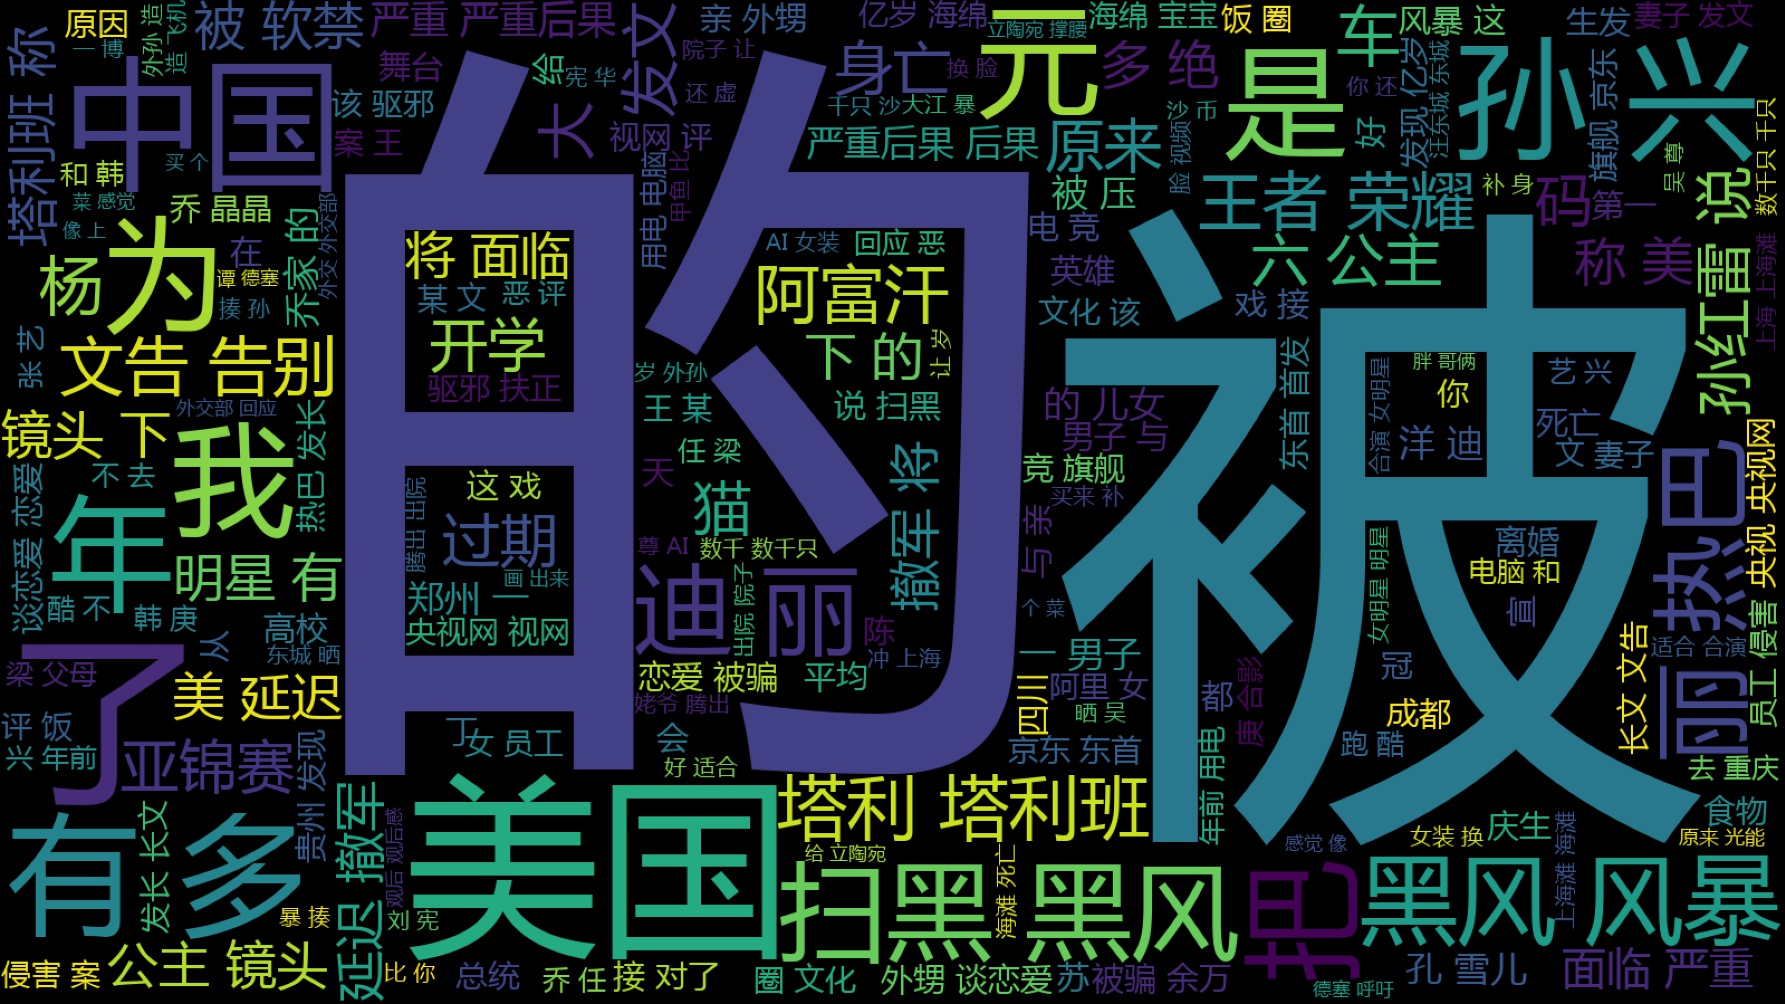 原因
一 博
外孙 造
造 飞机
被 软禁
严重 严重后果
亲 外甥
亿岁 海绵
立陶宛 撑腰
海绵 宝宝
饭 圈
车
风暴 这
生发
妻子 发文
塔利班 称
中国
舞台
给
宪 华
发文
院子 让
还 虚
身亡
换 脸
元
多 绝
是
你 还
发现 亿岁
汪东城 东城
孙 兴
旗舰 京东
数千只 千只
该 驱邪
案 王
大
视网 评
干只 沙
大江 暴
严重后果 后果
原来
沙 币
好
脸 视频
和 韩
买 个
菜 感觉
像 上
乔 晶晶
用电 电脑
甲鱼 比
被 压
王者 荣耀
补 身
码
第一
吴 尊
说
杨
为
在
谭 德塞
揍 孙
乔家 的
外交 外交部
的
将 面临
某 文
恶 评
开学
驱邪 扶正
AI 女装
回应 恶
阿富汗
下 的
让 岁
说 扫黑
电 竞
英雄
文化 该
戏 接
六 公主
称 美
孙红雷
上海 上海滩
被
张 艺
文告 告别
镜头 下
外交部 回应
我
热巴 发长
岁 外孙
王 某
任 梁
天
猫
尊 AI
数千 数千只
撤军 将
的 儿女
男子 与
竞 旗舰
买来 补
与 亲
个 菜
东首 首发
合演 女明星
胖 哥俩
你
洋 迪
艺 兴
死亡
文 妻子
热巴
央视 央视网
谈恋爱 恋爱
不 去
年
明星 有
腾出 出院
这 戏
过期
画 出来
郑州 一
央视网 视网
迪 丽
出院 院子
陈
女明星 明星
离婚
电脑 和
宣
酷 不
韩 庚
从
高校
东城 晒
梁 父母
了
美 延迟
恋爱 被骗
平均
冲 上海
一 男子
四川
阿里 女
晒 吴
都
庚 合影
冠
成都
跑 酷
长文 文告
适合 合演
丽
员工 侵害
评 饭
兴 年前
亚锦赛
发现
姥爷 腾出
丁
女 员工
会
好 适合
京东 东首
年前 用电
去 重庆
有
多
发长 长文
贵州
延迟 撤军
观后 观后感
美国
塔利 塔利班
给 立陶宛
感觉 像
女装 换
庆生
上海滩 海滩
食物
原来 光能
暴 揍
刘 宪
扫黑 黑风
海滩 死亡
把
黑风 风暴
侵害 案
公主 镜头
比 你
总统
乔 任
接 对了
圈 文化
外甥 谈恋爱
苏
被骗 余万
德塞 呼吁
孔 雪儿
面临 严重